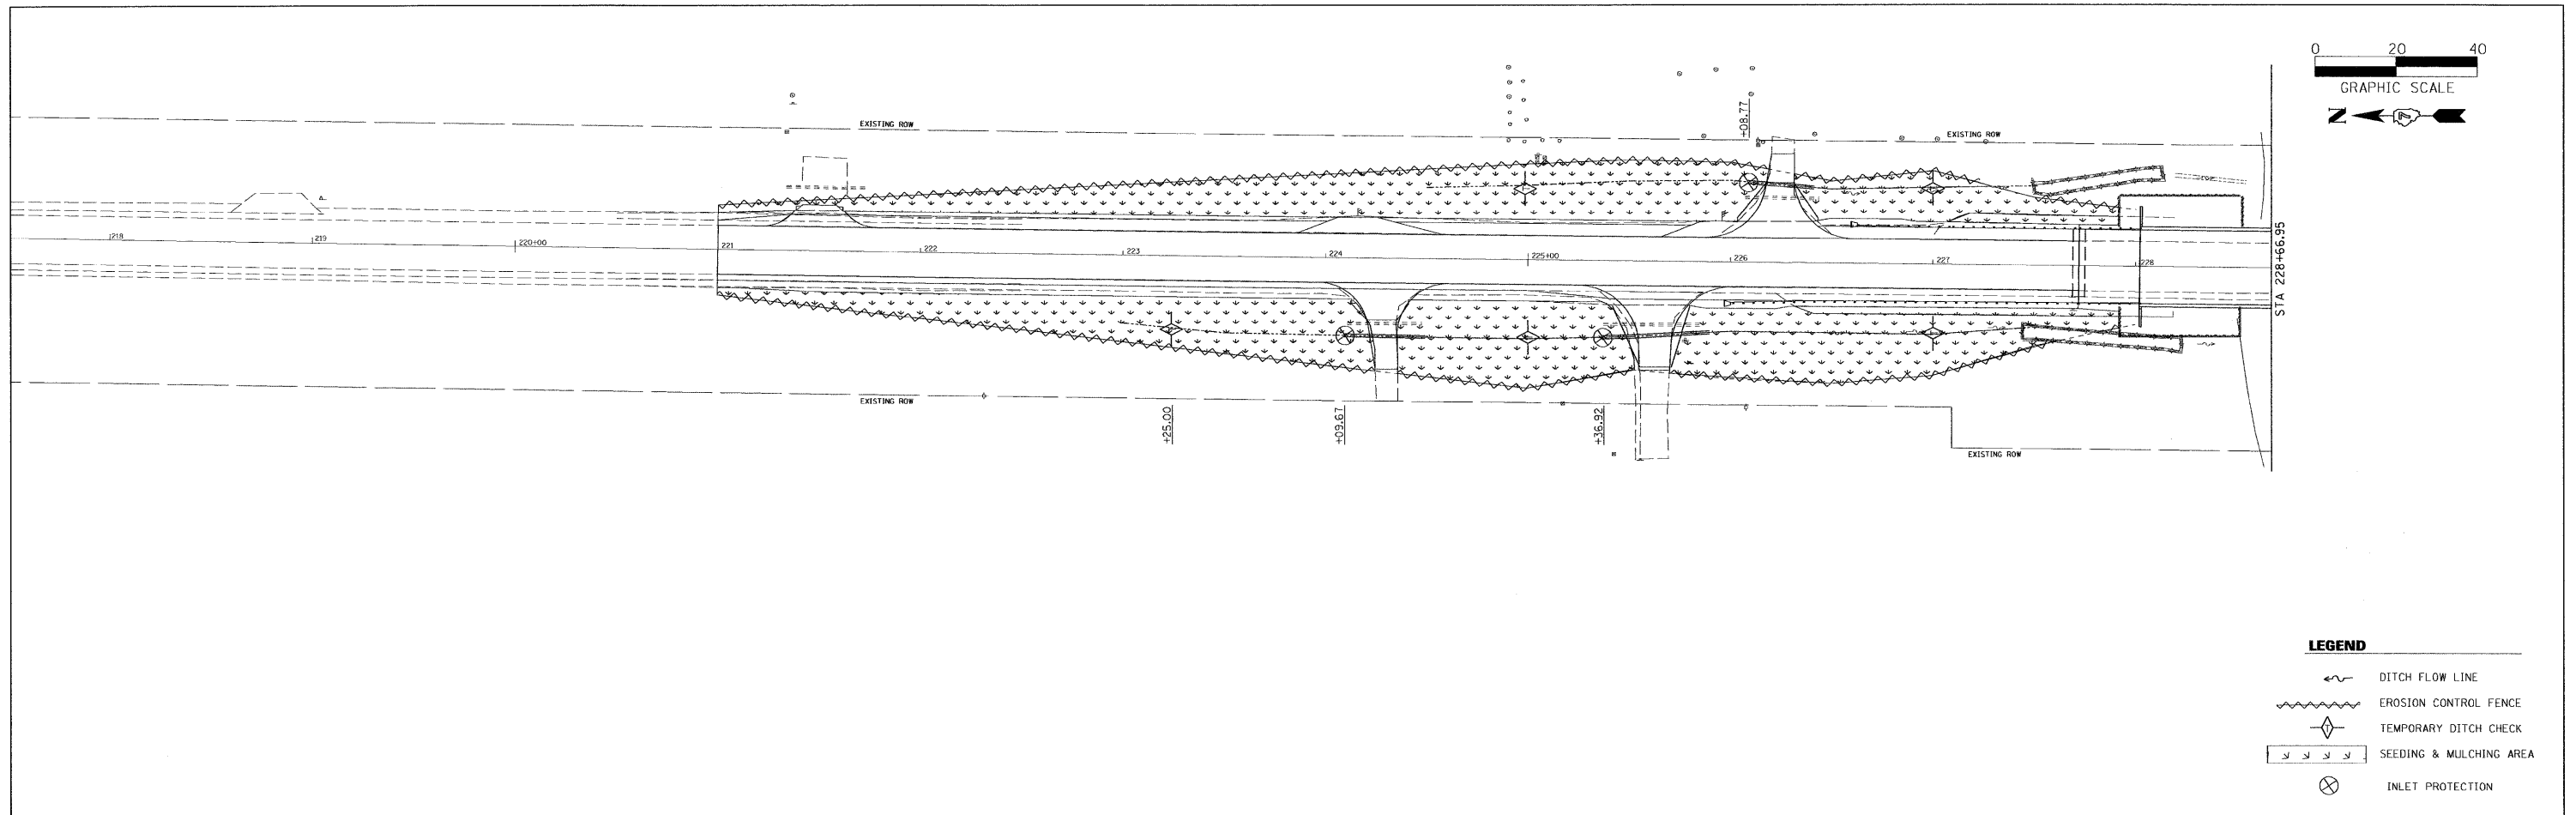 0 20 40
GRAPHIC SCALE
N
+08.77
EXISTING ROW
EXISTING ROW
218
219
220+00
221
222
223
224
225+00
226
227
228
STA 228+66.95
EXISTING ROW
+25.00
+09.67
+36.92
EXISTING ROW
LEGEND
DITCH FLOW LINE
EROSION CONTROL FENCE
T TEMPORARY DITCH CHECK
SEEDING & MULCHING AREA
INLET PROTECTION